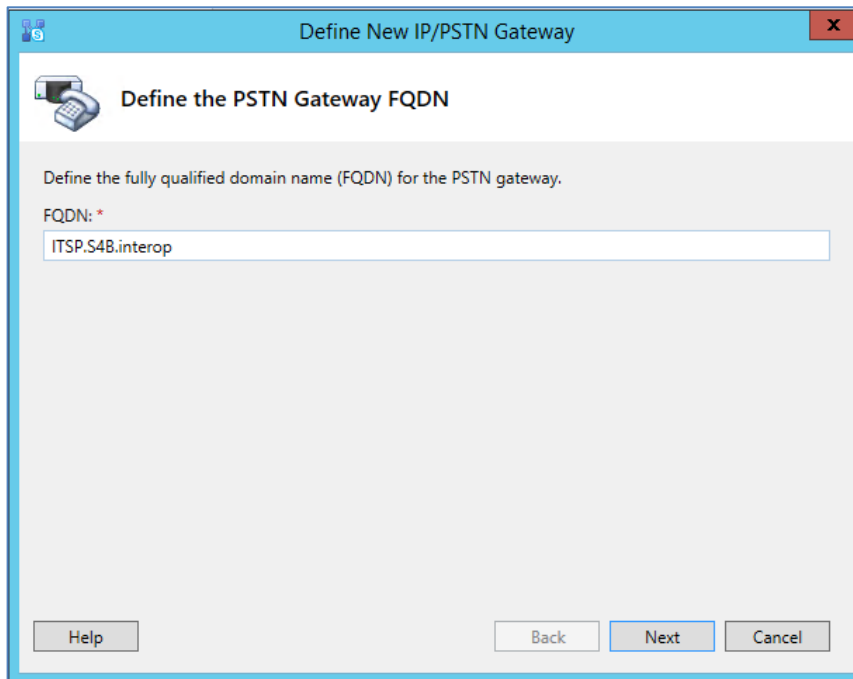 Define New IP/PSTN Gateway
x
Define the PSTN Gateway FQDN
Define the fully qualified domain name (FQDN) for the PSTN gateway.
FQDN: *
ITSP.S4B.interop
Help Back Next Cancel